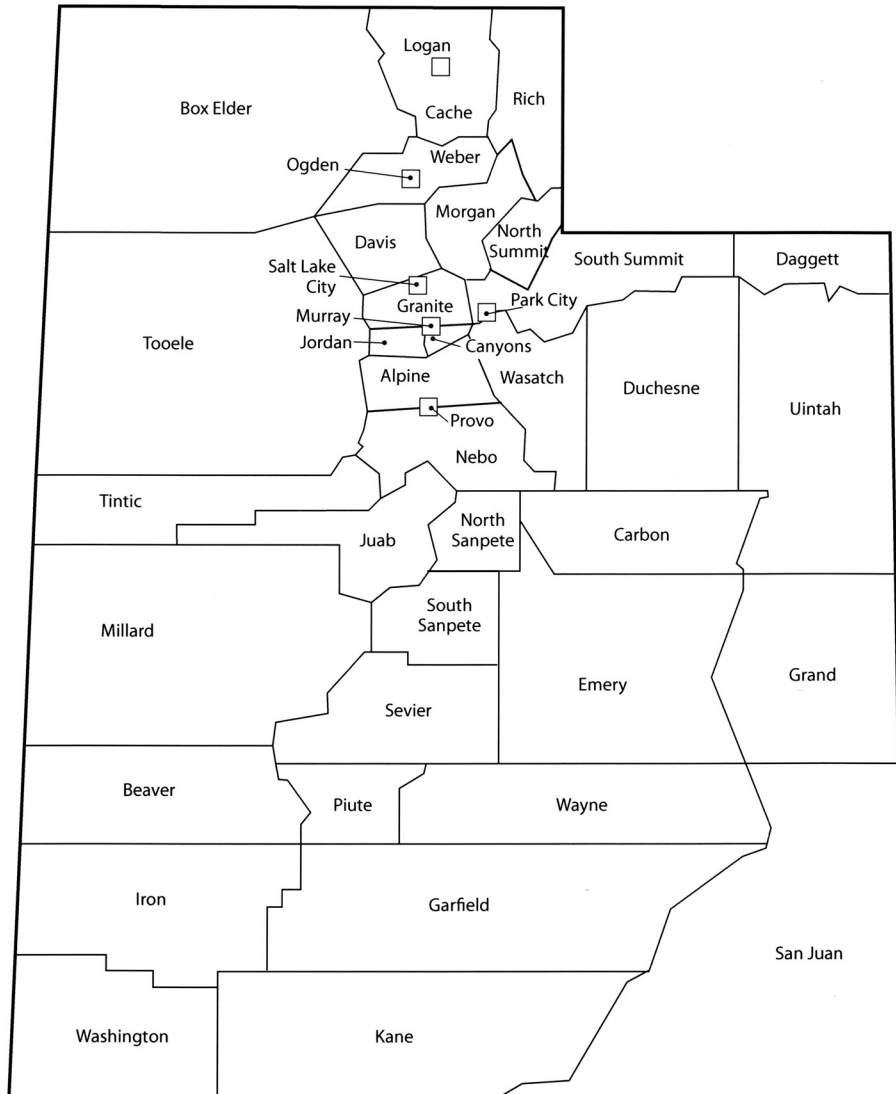 Logan
Cache
Rich
Box Elder
Weber
Ogden
Morgan
North
Summit
Davis
South Summit
Daggett
Salt Lake
City
Granite
Park City
Murray
Tooele
Jordan
Canyons
Alpine
Wasatch
Duchesne
Uintah
Provo
Nebo
Tintic
North
Sanpete
Juab
Carbon
South
Sanpete
Millard
Emery
Grand
Sevier
Beaver
Piute
Wayne
Iron
Garfield
San Juan
Washington
Kane